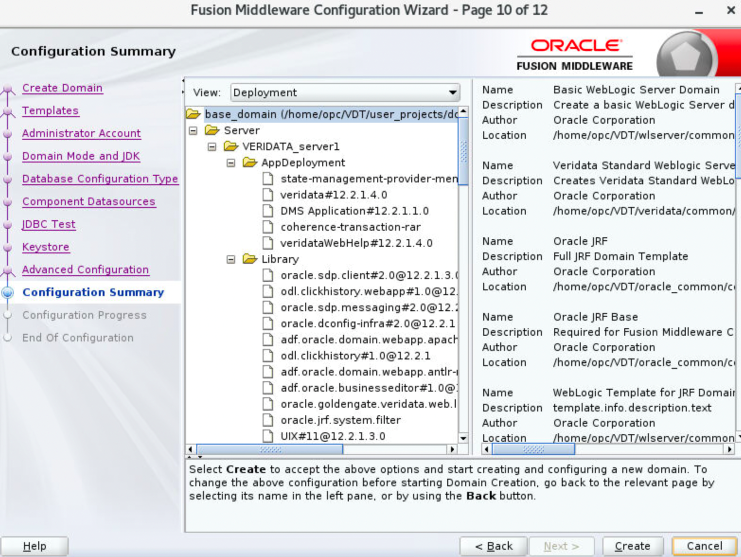 Fusion Middleware Configuration Wizard - Page 10 of 12
Configuration Summary
ORACLE
FUSION MIDDLEWARE
Create Domain
Templates
Administrator Account
Domain Mode and JDK
Database Configuration Type
Component Datasources
JDBC Test
Keystore
Advanced Configuration
Configuration Summary
Configuration Progress
End Of Configuration
View: Deployment
base_domain (/home/opc/VDT/user_projects/do
Server
VERIDATA_server1
AppDeployment
state-management-provider-men
veridata#12.2.1.4.0
DMS Application#12.2.1.1.0
coherence-transaction-rar
veridataWebHelp#12.2.1.4.0
Library
oracle.sdp.client#2.0@12.2.1.3.0
odl.clickhistory.webapp#1.0@12.
oracle.sdp.messaging#2.0@12.2
oracle.dconfig-infra#2.0@12.2.1
adf.oracle.domain.webapp.apach
odl.clickhistory#1.0@12.2.1
adf.oracle.domain.webapp.antlr-
adf.oracle.businesseditor#1.0@
oracle.goldengate.veridata.web.l
oracle.jrf.system.filter
UIX#11@12.2.1.3.0
Name Basic WebLogic Server Domain
Description Create a basic WebLogic Server d
Author Oracle Corporation
Location /home/opc/VDT/wlserver/common
Name Veridata Standard Weblogic Serve
Description Creates Veridata Standard WebLo
Author Oracle Corporation
Location /home/opc/VDT/veridata/common/
Name Oracle JRF
Description Full JRF Domain Template
Author Oracle Corporation
Location /home/opc/VDT/oracle_common/c
Name Oracle JRF Base
Description Required for Fusion Middleware C
Author Oracle Corporation
Location /home/opc/VDT/oracle_common/c
Name WebLogic Template for JRF Domain
Description template.info.description.text
Author Oracle Corporation
Location /home/opc/VDT/wlserver/common
Select Create to accept the above options and start creating and configuring a new domain. To
change the above configuration before starting Domain Creation, go back to the relevant page by
selecting its name in the left pane, or by using the Back button.
Help
< Back
Next >
Create
Cancel